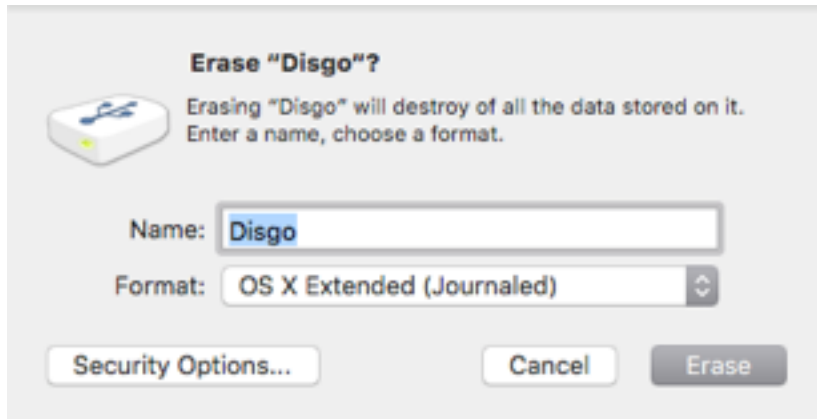 Erase “Disgo”?
Erasing “Disgo” will destroy of all the data stored on it.
Enter a name, choose a format.
Name: Disgo
Format: OS X Extended (Journaled)
Security Options... Cancel Erase